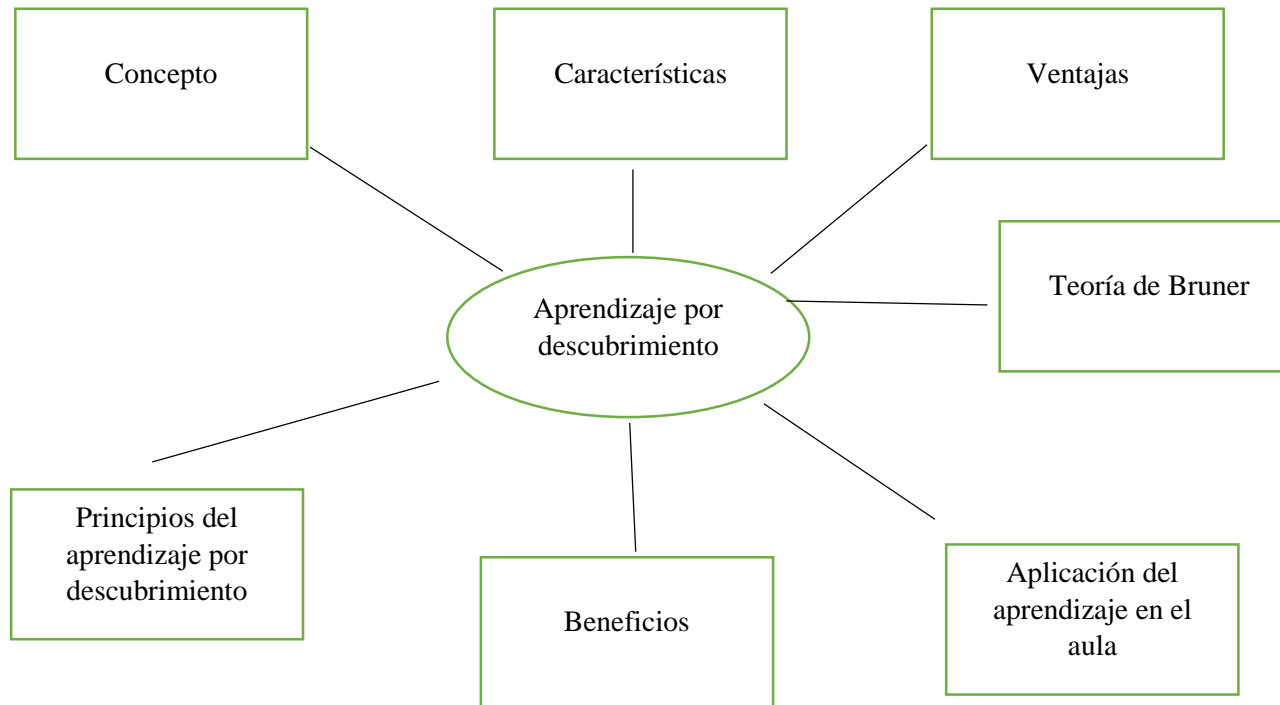 Concepto
Características
Ventajas
Teoría de Bruner
Aprendizaje por
descubrimiento
Principios del
aprendizaje por
descubrimiento
Beneficios
Aplicación del
aprendizaje en el
aula